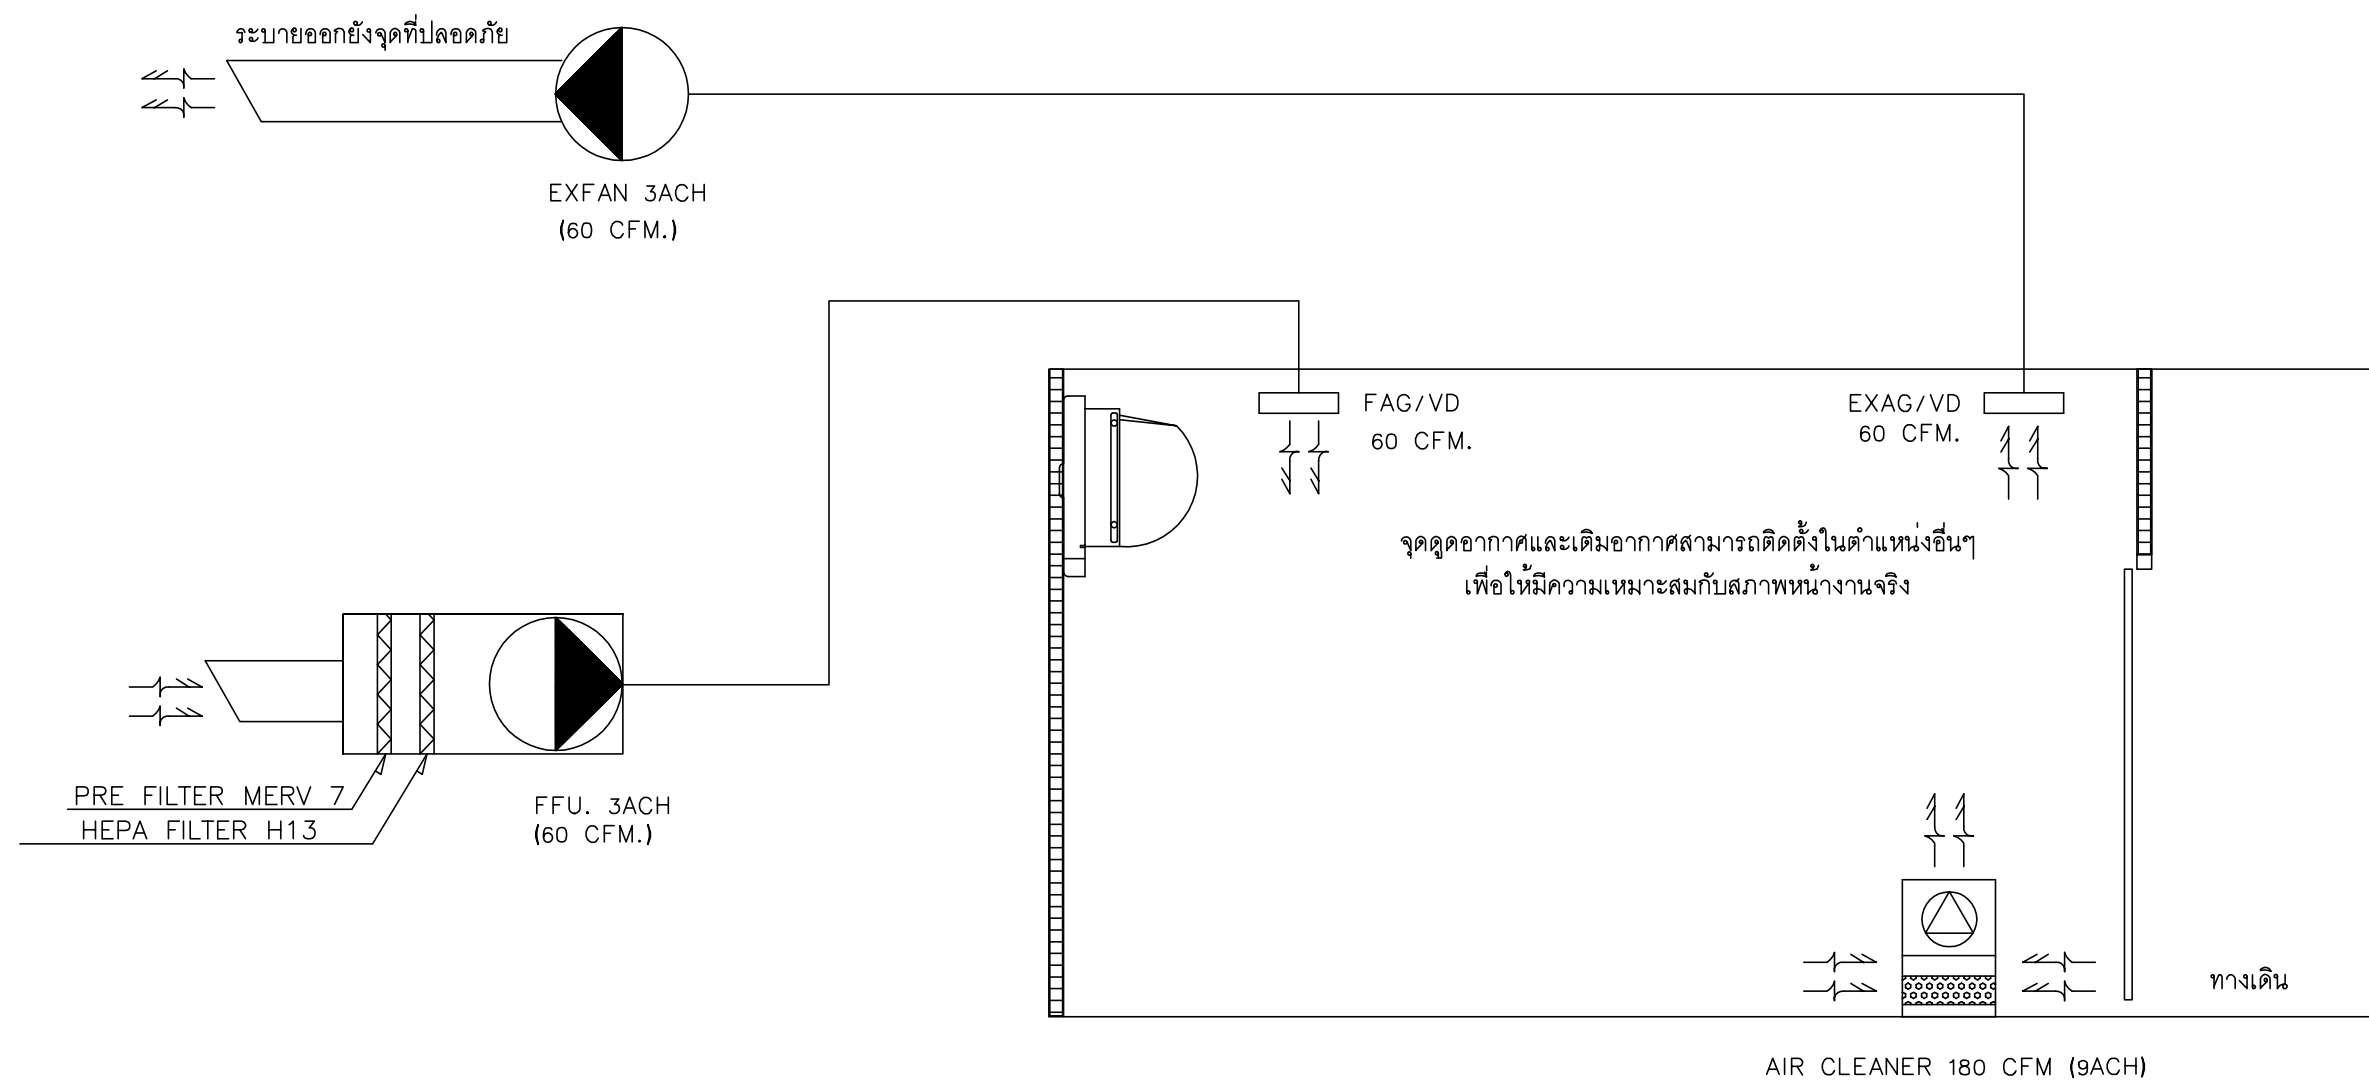 ระบายออกยังจุดที่ปลอดภัย
EXFAN 3ACH
(60 CFM.)
FAG/VD
60 CFM.
EXAG/VD
60 CFM.
จุดดูดอากาศและเติมอากาศสามารถติดตั้งในตำแหน่งอื่นๆ
เพื่อให้มีความเหมาะสมกับสภาพหน้างานจริง
PRE FILTER MERV 7
HEPA FILTER H13
FFU. 3ACH
(60 CFM.)
ทางเดิน
AIR CLEANER 180 CFM (9ACH)